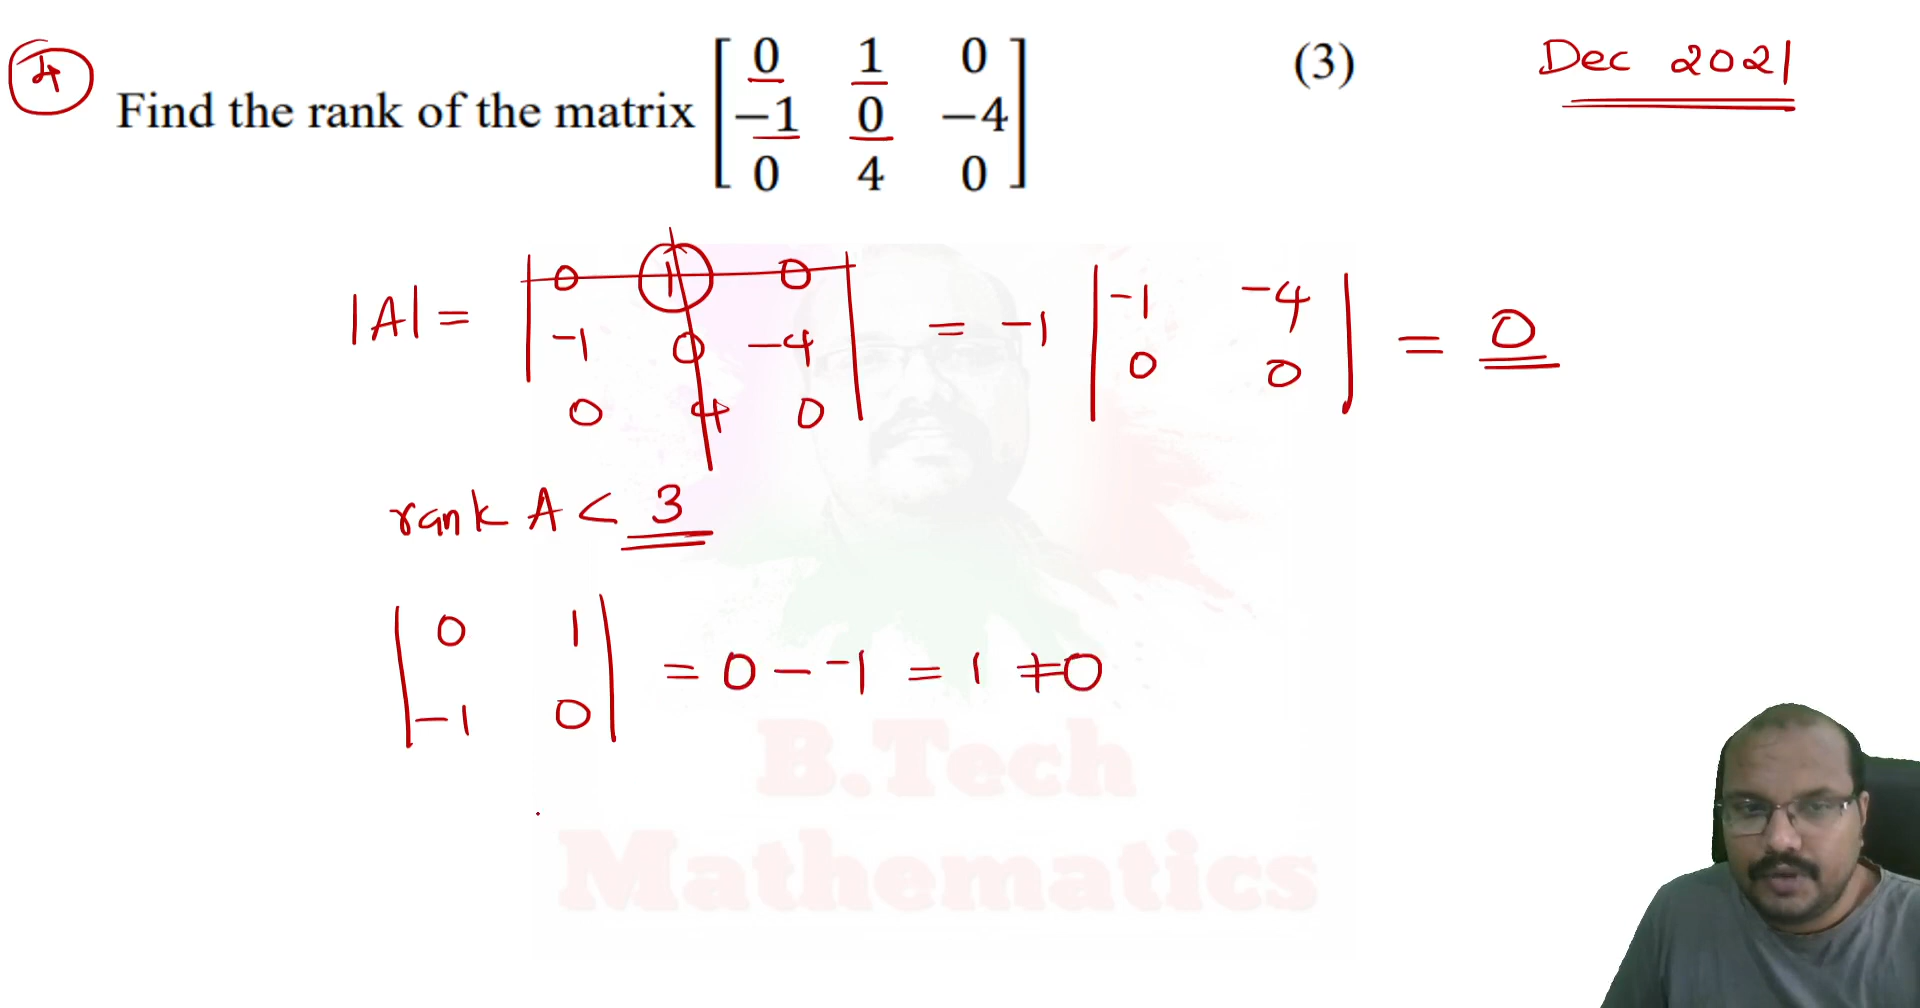 4
Find the rank of the matrix [ 0 1 0 (3) Dec 2021
-1 0 -4
0 4 0 ]
|A| = | 0 1 0 | = -1 | -1 -4 | = 0
| -1 0 -4 | | 0 0 |
| 0 4 0 |
rank A < 3
| 0 1 | = 0 - -1 = 1 ≠ 0
| -1 0 |
B.Tech
Mathematics